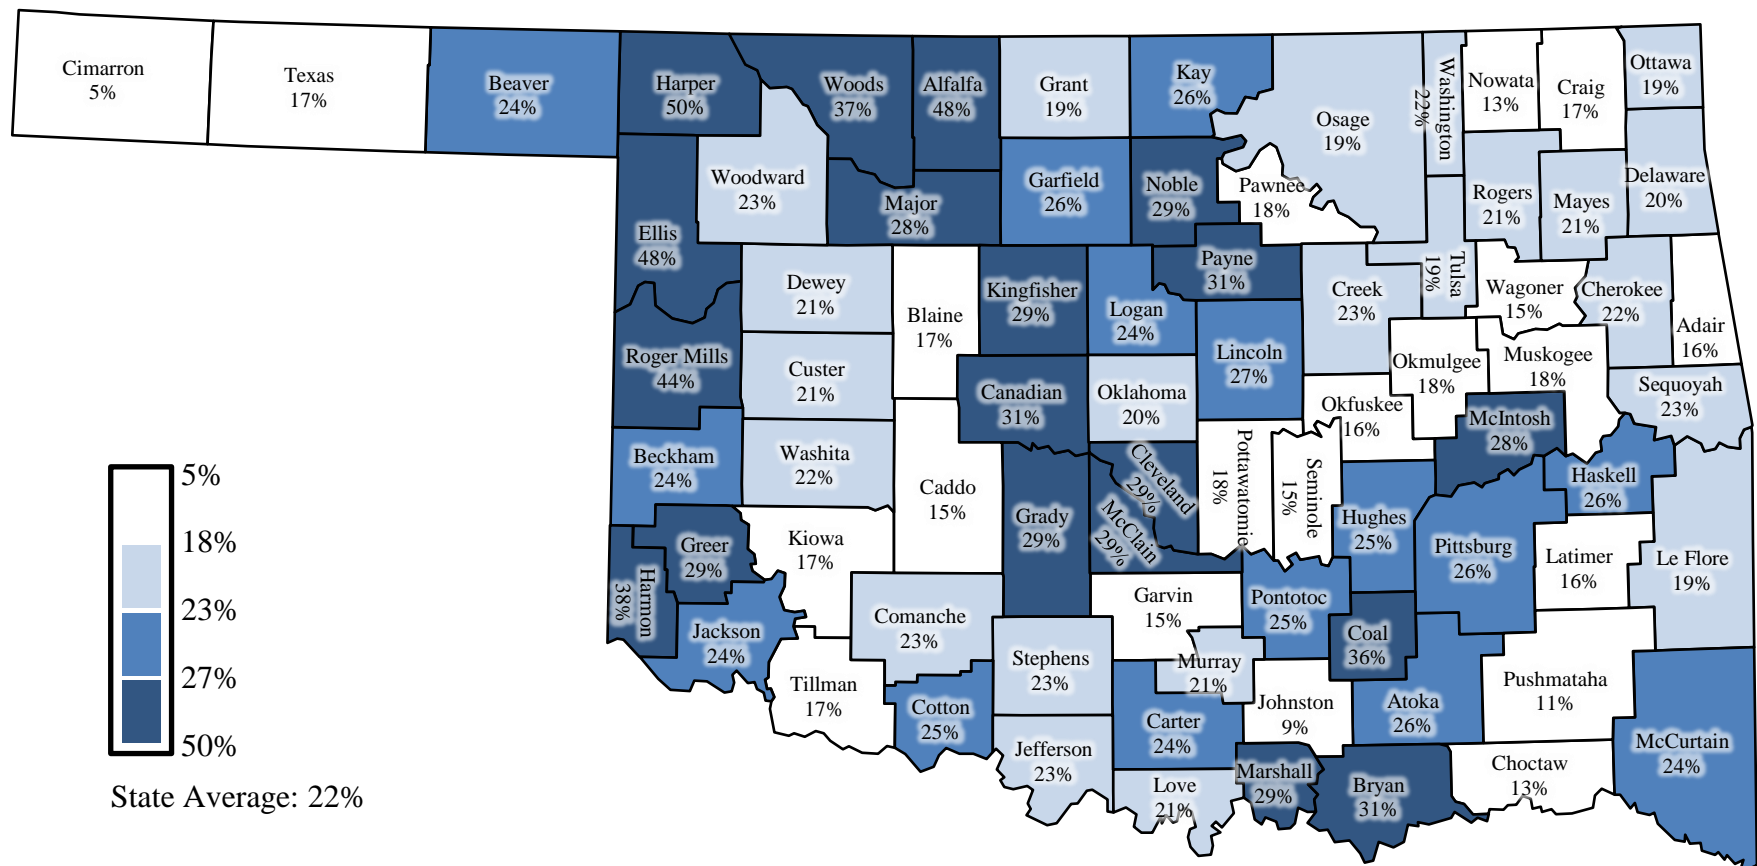 Cimarron
5%
Texas
17%
Beaver
24%
Harper
50%
Woods
37%
Alfalfa
48%
Grant
19%
Kay
26%
Osage
19%
Washington
22%
Nowata
13%
Craig
17%
Ottawa
19%
Woodward
23%
Major
28%
Garfield
26%
Noble
29%
Pawnee
18%
Rogers
21%
Mayes
21%
Delaware
20%
Ellis
48%
Dewey
21%
Blaine
17%
Kingfisher
29%
Logan
24%
Payne
31%
Creek
23%
Tulsa
19%
Wagoner
15%
Cherokee
22%
Adair
16%
Roger Mills
44%
Custer
21%
Canadian
31%
Oklahoma
20%
Lincoln
27%
Okmulgee
18%
Muskogee
18%
Sequoyah
23%
Okfuskee
16%
McIntosh
28%
Beckham
24%
Washita
22%
Caddo
15%
Grady
29%
Cleveland
29%
McClain
29%
Pottawatomie
18%
Seminole
15%
Hughes
25%
Pittsburg
26%
Haskell
26%
Latimer
16%
Le Flore
19%
Greer
29%
Harmon
38%
Kiowa
17%
Jackson
24%
Comanche
23%
Tillman
17%
Cotton
25%
Stephens
23%
Jefferson
23%
Garvin
15%
Murray
21%
Carter
24%
Love
21%
Pontotoc
25%
Coal
36%
Johnston
9%
Atoka
26%
Marshall
29%
Bryan
31%
Pushmataha
11%
Choctaw
13%
McCurtain
24%
5%
18%
23%
27%
50%
State Average: 22%